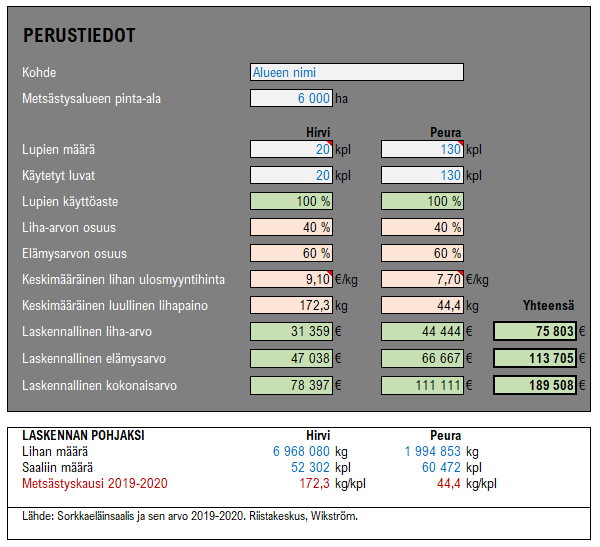 PERUSTIEDOT
Kohde Alueen nimi
Metsästysalueen pinta-ala 6 000 ha
Hirvi Peura
Lupien määrä 20 kpl 130 kpl
Käytetyt luvat 20 kpl 130 kpl
Lupien käyttöaste 100 % 100 %
Liha-arvon osuus 40 % 40 %
Elämysarvon osuus 60 % 60 %
Keskimääräinen lihan ulosmyyntihinta 9,10 €/kg 7,70 €/kg
Keskimääräinen luullinen lihapaino 172,3 kg 44,4 kg Yhteensä
Laskennallinen liha-arvo 31 359 € 44 444 € 75 803 €
Laskennallinen elämysarvo 47 038 € 66 667 € 113 705 €
Laskennallinen kokonaisarvo 78 397 € 111 111 € 189 508 €
LASKENNAN POHJAKSI Hirvi Peura
Lihan määrä 6 968 080 kg 1 994 853 kg
Saaliin määrä 52 302 kpl 60 472 kpl
Metsästyskausi 2019-2020 172,3 kg/kpl 44,4 kg/kpl
Lähde: Sorkkaeläinsaalis ja sen arvo 2019-2020. Riistakeskus, Wikström.